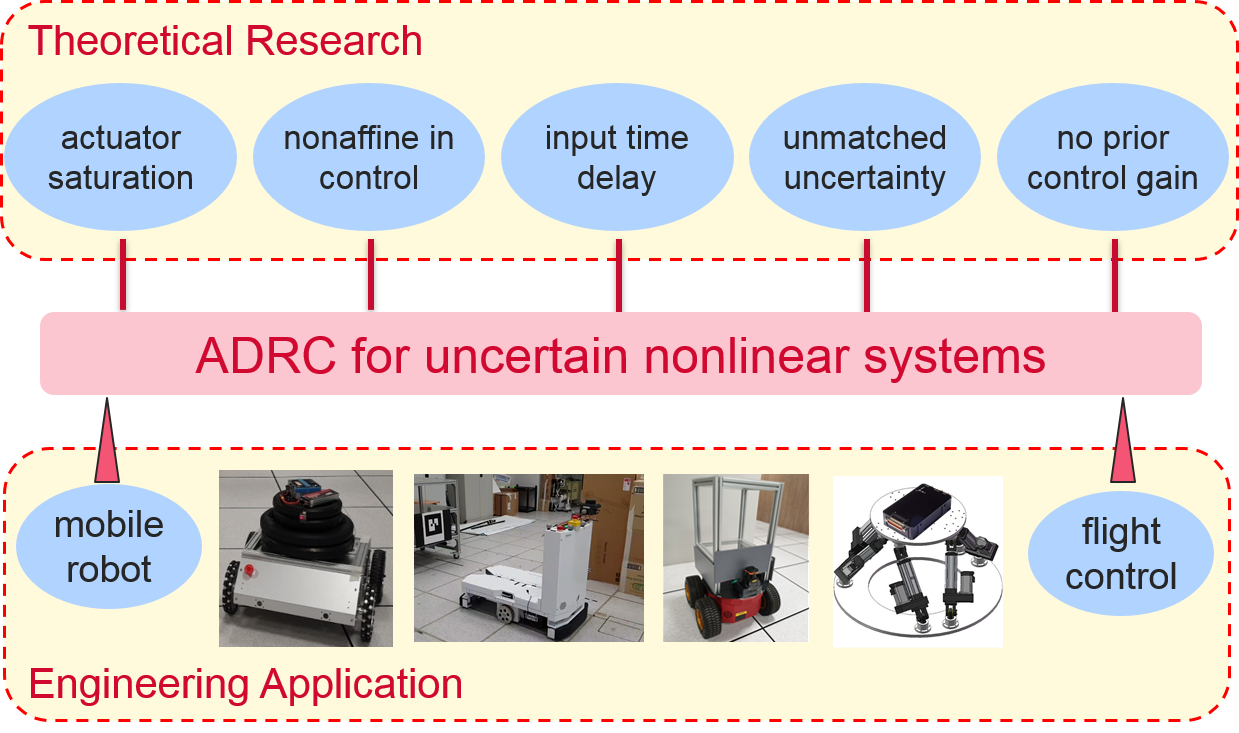 Theoretical Research
actuator
saturation
nonaffine in
control
input time
delay
unmatched
uncertainty
no prior
control gain
ADRC for uncertain nonlinear systems
mobile
robot
flight
control
Engineering Application